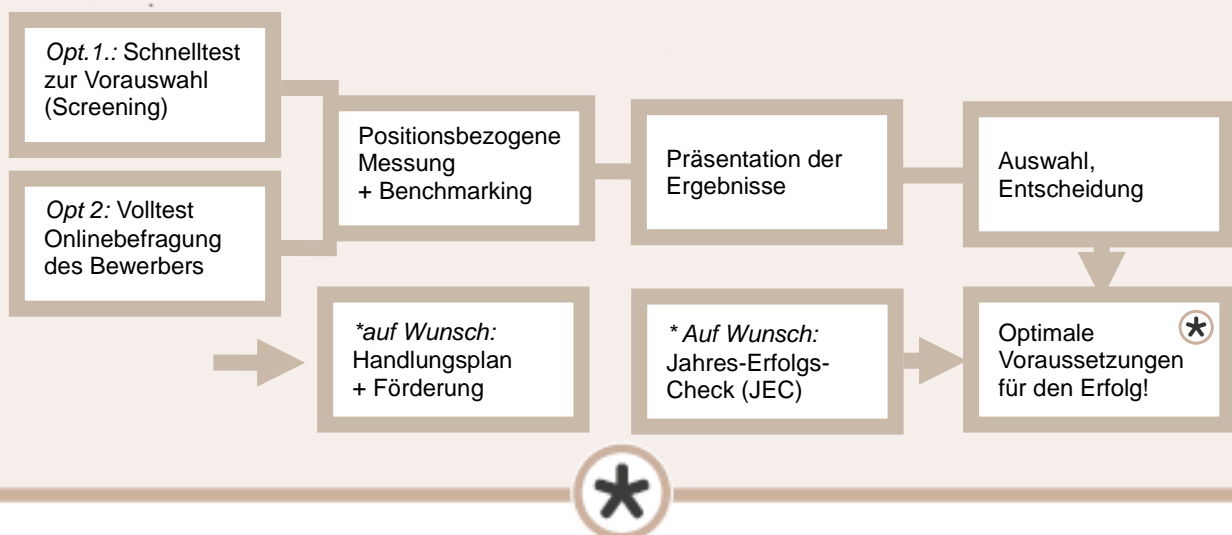 Opt.1.: Schnelltest
zur Vorauswahl
(Screening)
Opt 2: Volltest
Onlinebefragung
des Bewerbers
Positionsbezogene
Messung
+ Benchmarking
Präsentation der
Ergebnisse
Auswahl,
Entscheidung
*auf Wunsch:
Handlungsplan
+ Förderung
* Auf Wunsch:
Jahres-Erfolgs-
Check (JEC)
Optimale
Voraussetzungen
für den Erfolg!